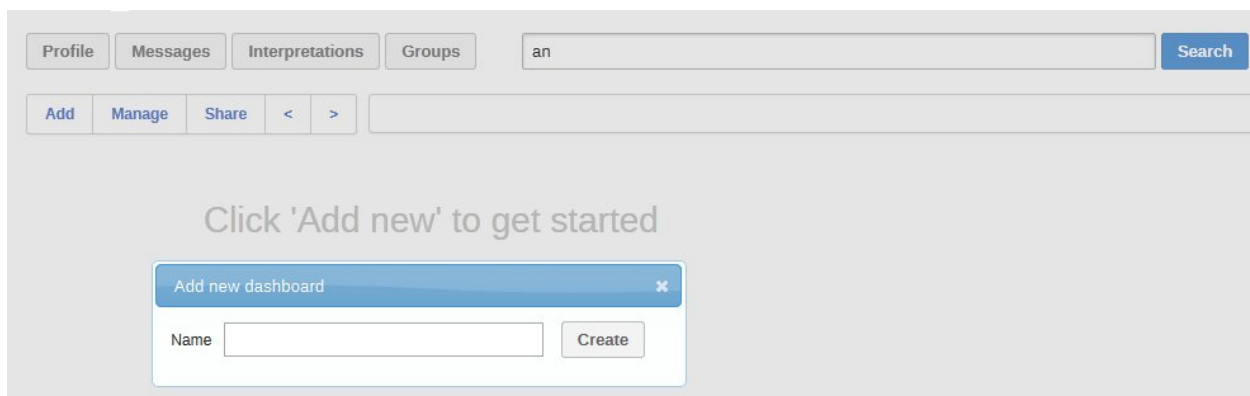 Profile Messages Interpretations Groups an Search
Add Manage Share < >
Click 'Add new' to get started
Add new dashboard
Name Create